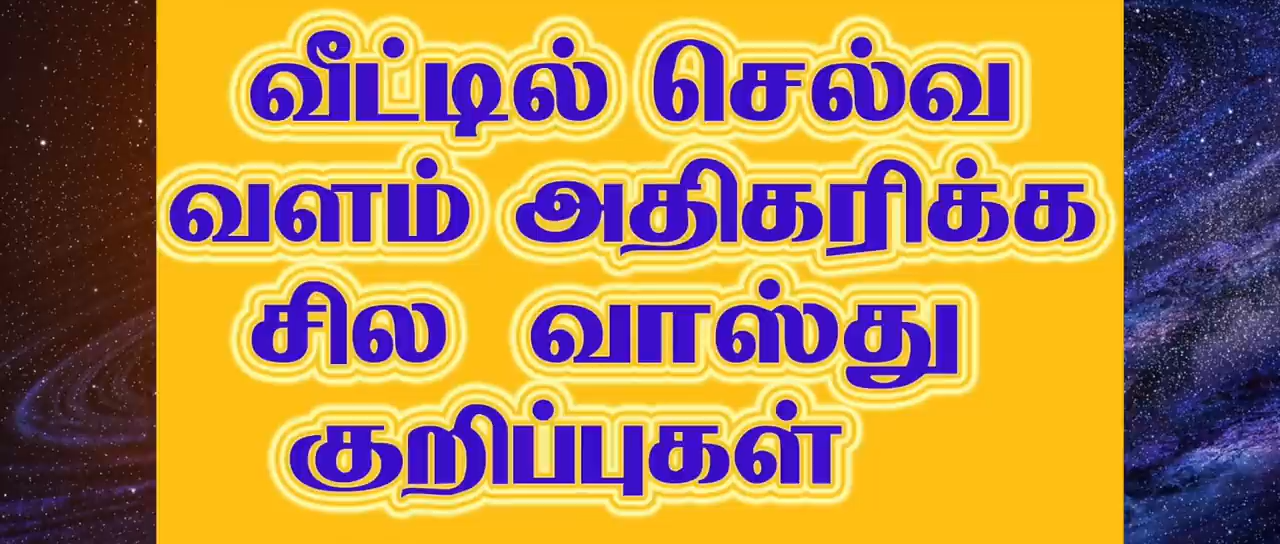 வீட்டில் செல்வ
வளம் அதிகரிக்க
சில வாஸ்து
குறிப்புகள்